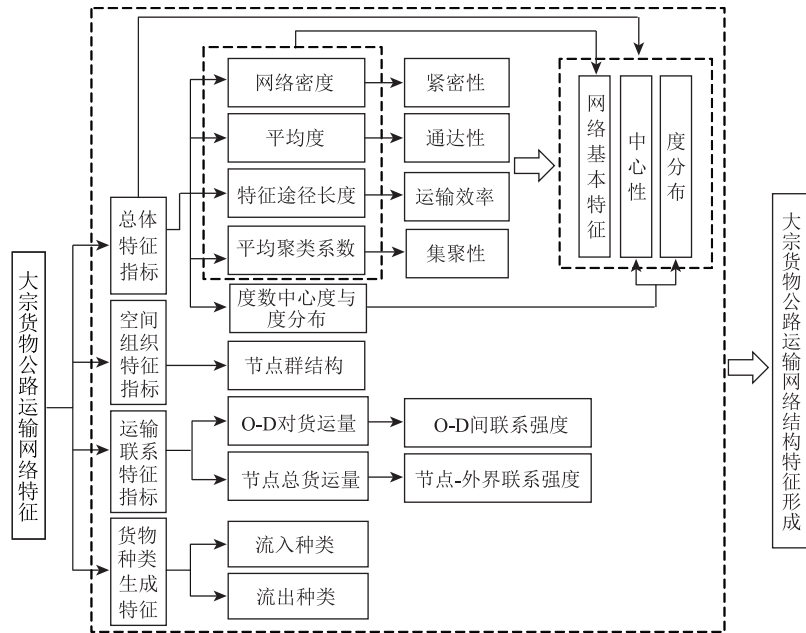 大宗货物公路运输网络特征
总体
特征
指标
空间
组织
特征
指标
运输
联系
特征
指标
货物
种类
生成
特征
网络密度
平均度
特征途径长度
平均聚类系数
度数中心度与
度分布
节点群结构
O-D对货运量
节点总货运量
流入种类
流出种类
紧密性
通达性
运输效率
集聚性
O-D间联系强度
节点-外界联系强度
网络基本特征
中心性
度分布
大宗货物公路运输网络结构特征形成